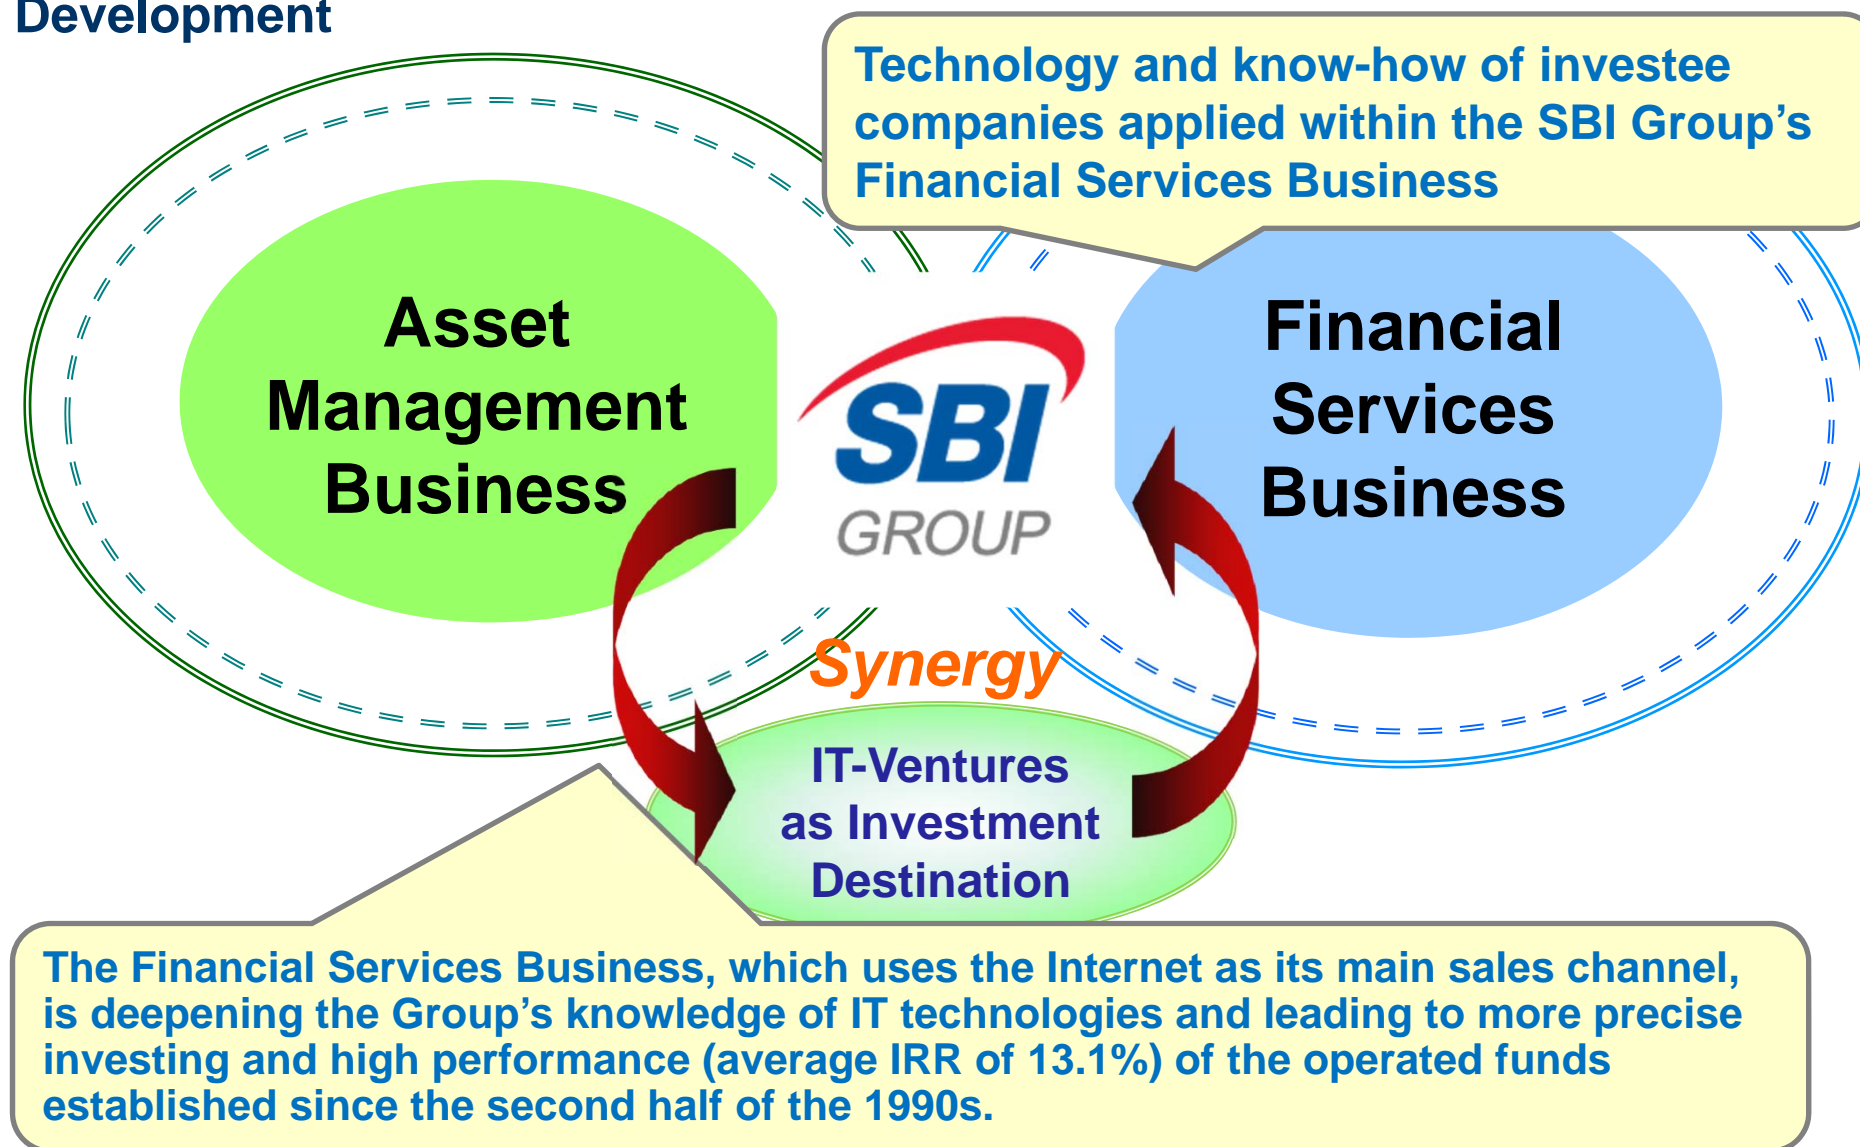 Development
Technology and know-how of investee
companies applied within the SBI Group’s
Financial Services Business
Asset
Management
Business
SBI
GROUP
Financial
Services
Business
Synergy
IT-Ventures
as Investment
Destination
The Financial Services Business, which uses the Internet as its main sales channel,
is deepening the Group’s knowledge of IT technologies and leading to more precise
investing and high performance (average IRR of 13.1%) of the operated funds
established since the second half of the 1990s.